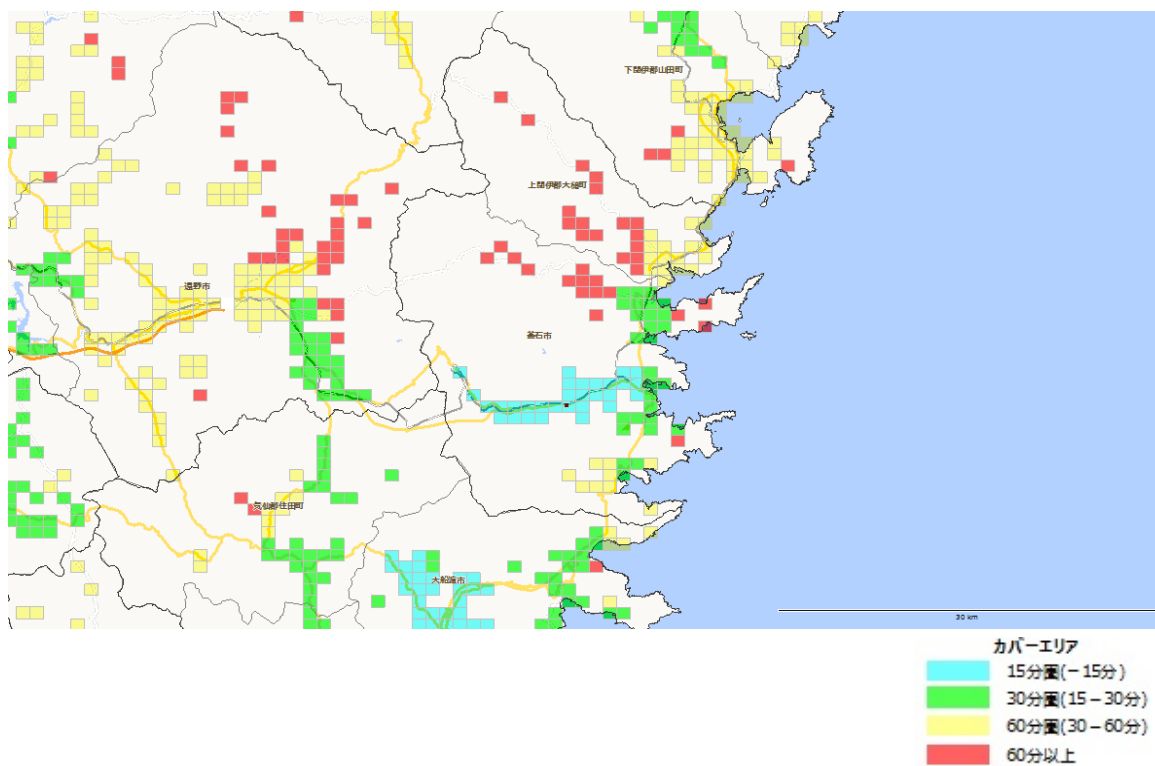 下閉伊郡山田町
上閉伊郡大槌町
遠野市
釜石市
気仙郡住田町
大船渡市
30 km
カバーエリア
15分圏(－15分)
30分圏(15－30分)
60分圏(30－60分)
60分以上